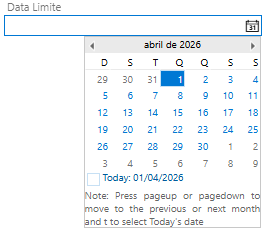 Data Limite
31
abril de 2026
D S T Q Q S S
29 30 31 1 2 3 4
5 6 7 8 9 10 11
12 13 14 15 16 17 18
19 20 21 22 23 24 25
26 27 28 29 30 1 2
3 4 5 6 7 8 9
Today: 01/04/2026
Note: Press pageup or pagedown to
move to the previous or next month
and t to select Today's date